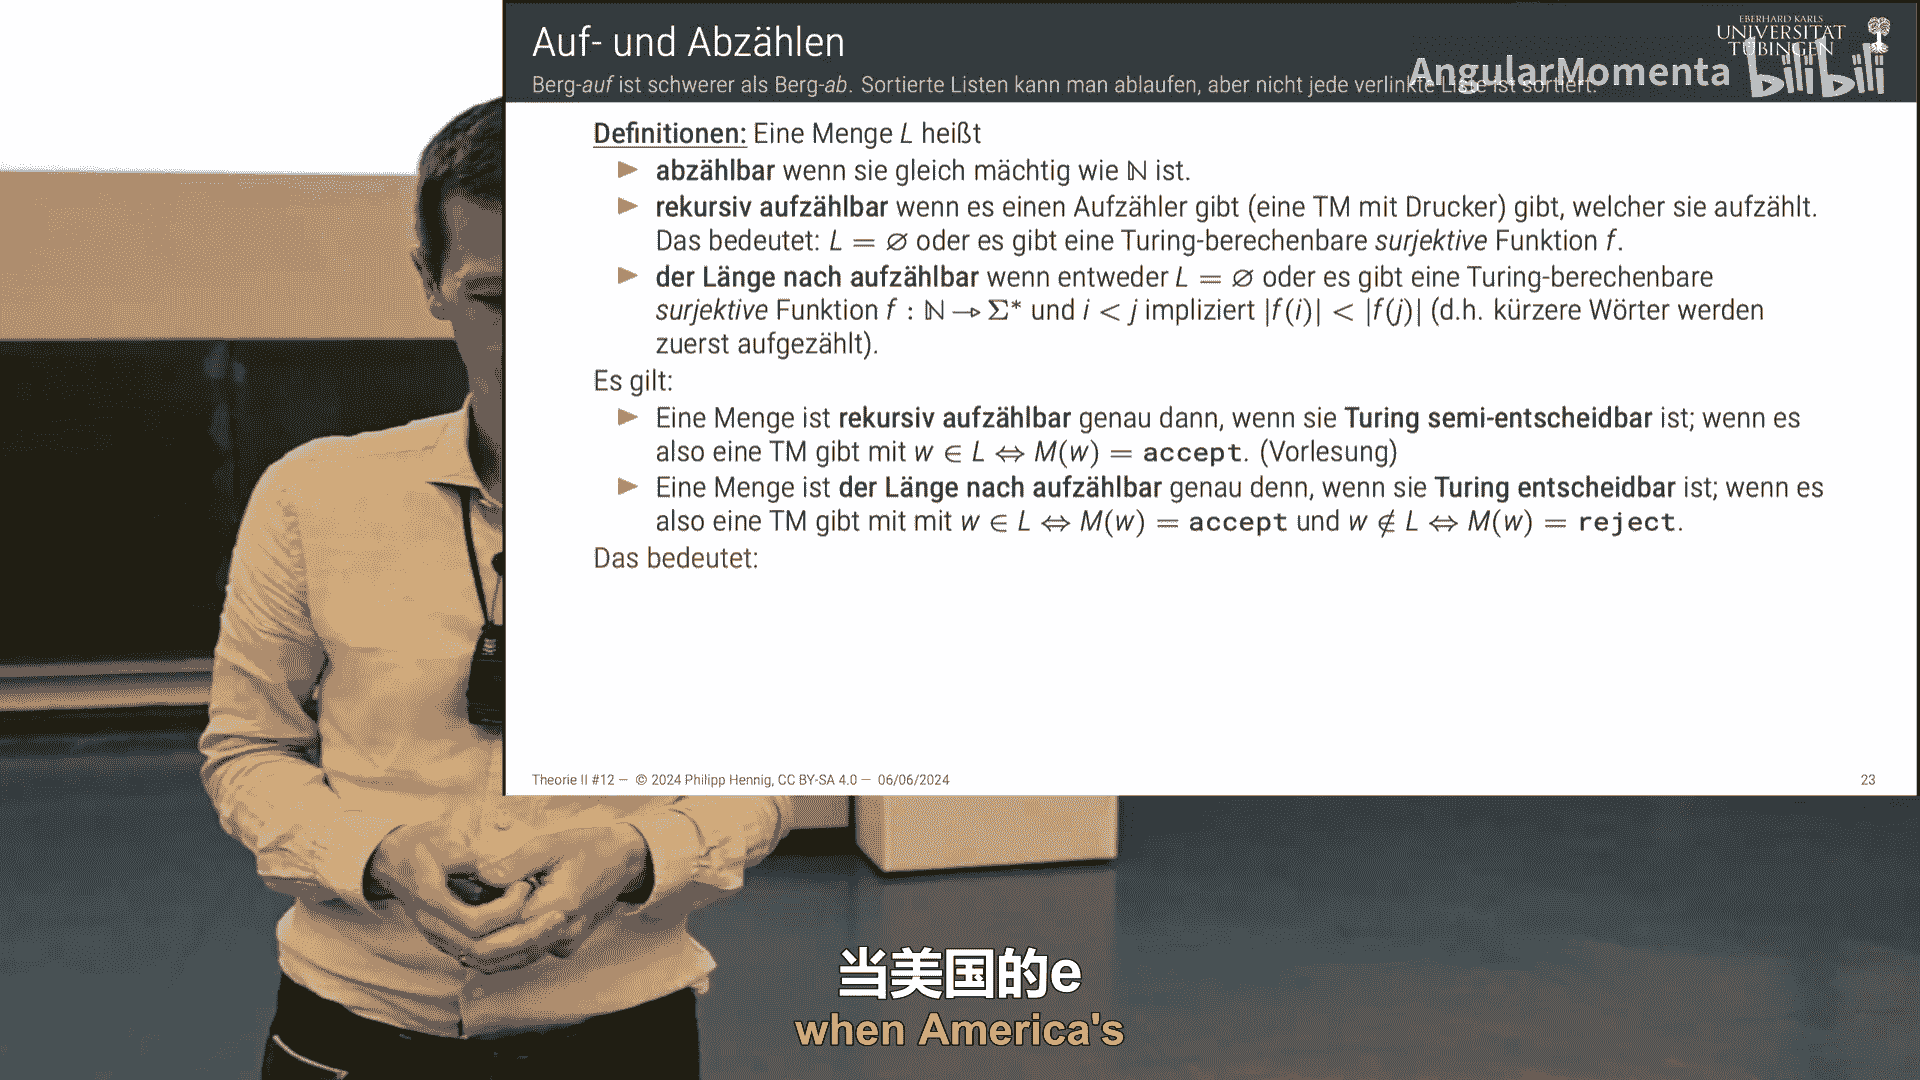 Auf- und Abzählen
EBERHARD KARLS
UNIVERSITÄT
TÜBINGEN
AngularMomenta bilibili
Berg-auf ist schwerer als Berg-ab. Sortierte Listen kann man ablaufen, aber nicht jede verlinkte Liste ist sortiert.
Definitionen: Eine Menge L heißt
abzählbar wenn sie gleich mächtig wie ℕ ist.
rekursiv aufzählbar wenn es einen Aufzähler gibt (eine TM mit Drucker) gibt, welcher sie aufzählt.
Das bedeutet: L = ∅ oder es gibt eine Turing-berechenbare surjektive Funktion f.
der Länge nach aufzählbar wenn entweder L = ∅ oder es gibt eine Turing-berechenbare
surjektive Funktion f : ℕ → Σ* und i < j impliziert |f(i)| < |f(j)| (d.h. kürzere Wörter werden
zuerst aufgezählt).
Es gilt:
Eine Menge ist rekursiv aufzählbar genau dann, wenn sie Turing semi-entscheidbar ist; wenn es
also eine TM gibt mit w ∈ L ⇔ M(w) = accept. (Vorlesung)
Eine Menge ist der Länge nach aufzählbar genau denn, wenn sie Turing entscheidbar ist; wenn es
also eine TM gibt mit mit w ∈ L ⇔ M(w) = accept und w ∉ L ⇔ M(w) = reject.
Das bedeutet:
Theorie II #12 — © 2024 Philipp Hennig, CC BY-SA 4.0 — 06/06/2024
23
当美国的e
when America's